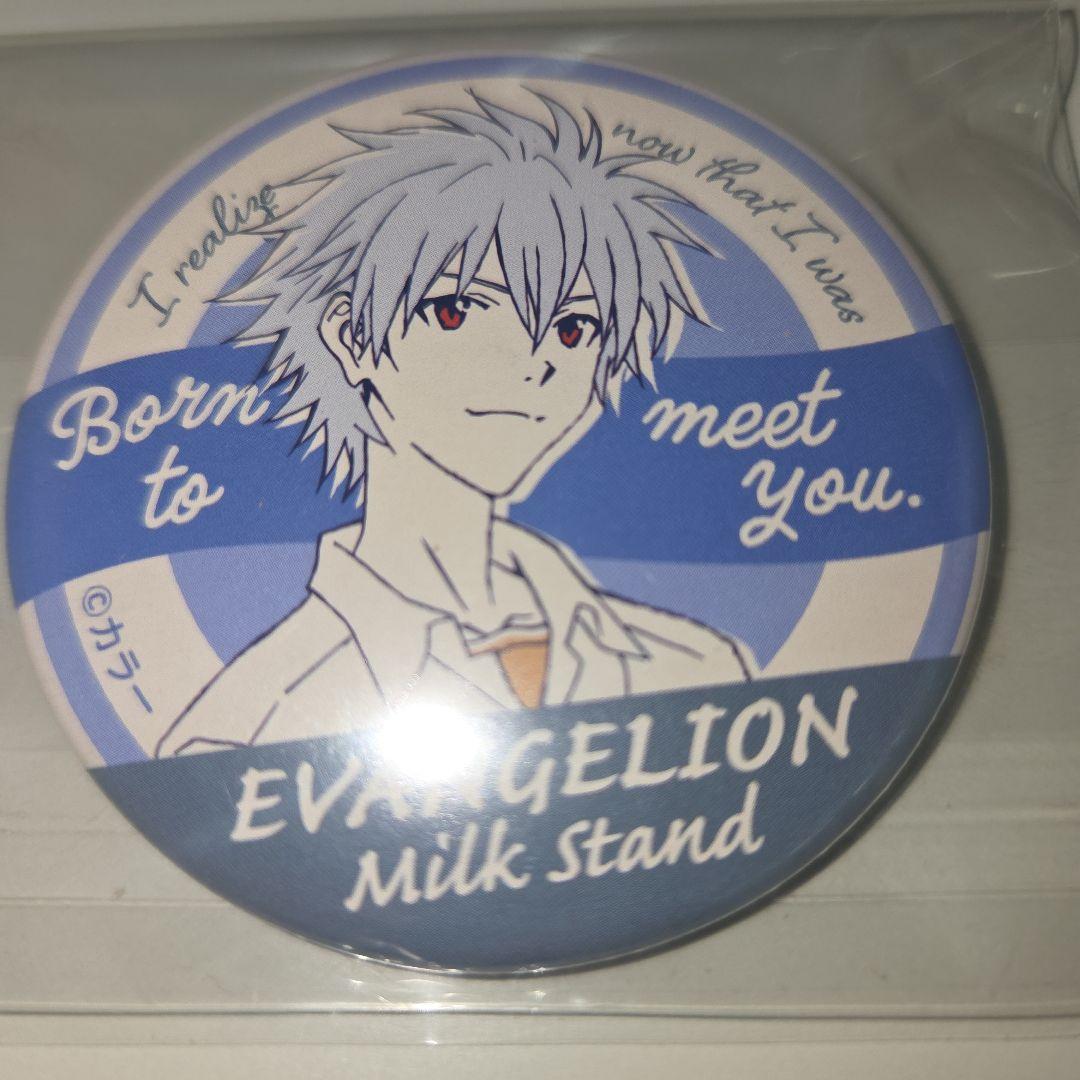 I realize now that I was
Born to meet you.
©カラー
EVANGELION
Milk Stand